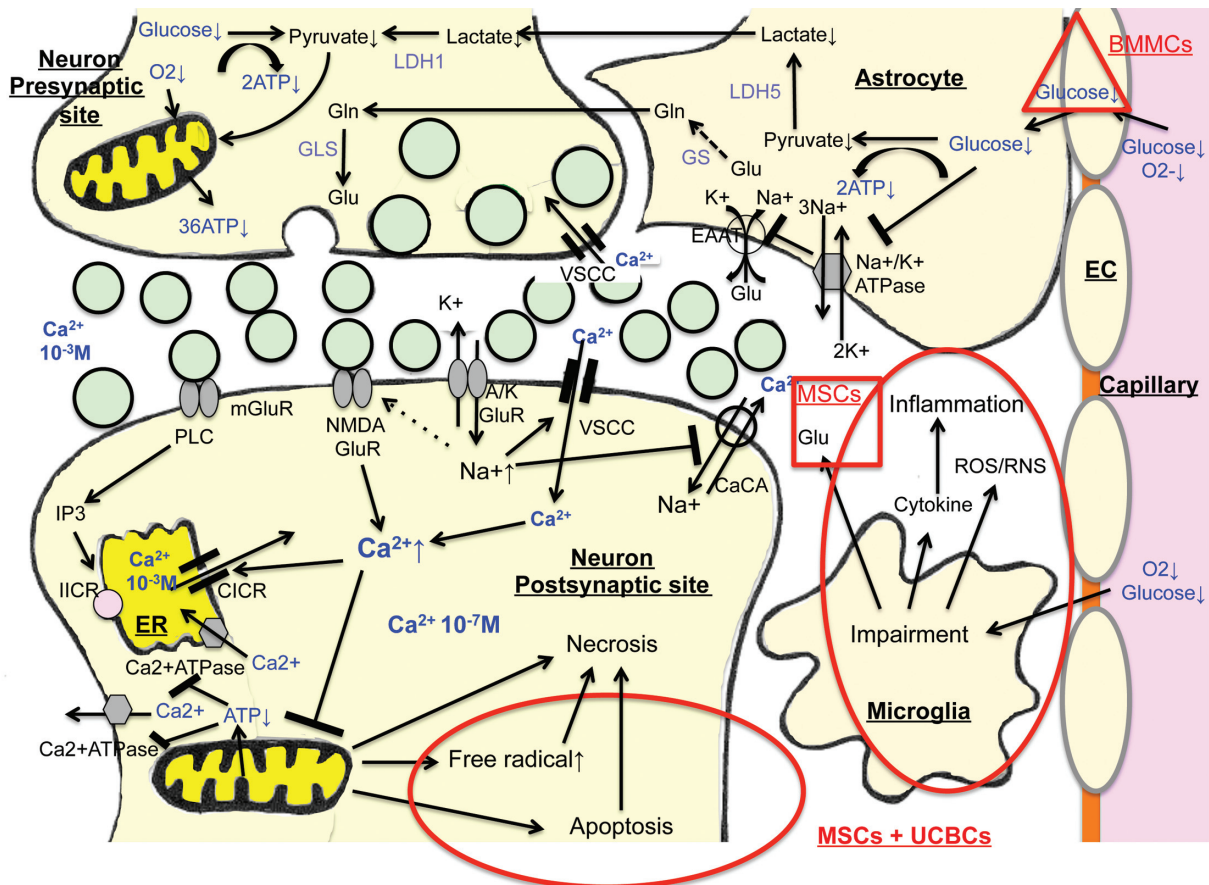 Glucose↓
Pyruvate↓
Lactate↓
Lactate↓
BMMCs
Neuron
Presynaptic
site
O2↓
2ATP↓
LDH1
Astrocyte
LDH5
Glucose↓
Gln
Gln
GLS
GS
Pyruvate↓
Glucose↓
Glucose↓
O2-↓
Glu
Glu
2ATP↓
36ATP↓
K+
Na+
3Na+
EAAT
VSCC
Ca²⁺
Glu
Na+/K+
ATPase
EC
Ca²⁺
10⁻³M
K+
Ca²⁺
2K+
mGluR
A/K
GluR
Ca²
MSCs
Inflammation
Capillary
PLC
NMDA
GluR
VSCC
Glu
Na+↑
ROS/RNS
CaCA
Na+
Cytokine
IP3
Ca²⁺
Ca²⁺↑
Ca²⁺
10⁻³M
IICR
CICR
ER
Neuron
Postsynaptic site
O2↓
Glucose↓
Ca²⁺ 10⁻⁷M
Impairment
Necrosis
Ca2+ATPase
Ca2+
Ca2+
ATP↓
Microglia
Ca2+ATPase
Free radical↑
Apoptosis
MSCs + UCBCs